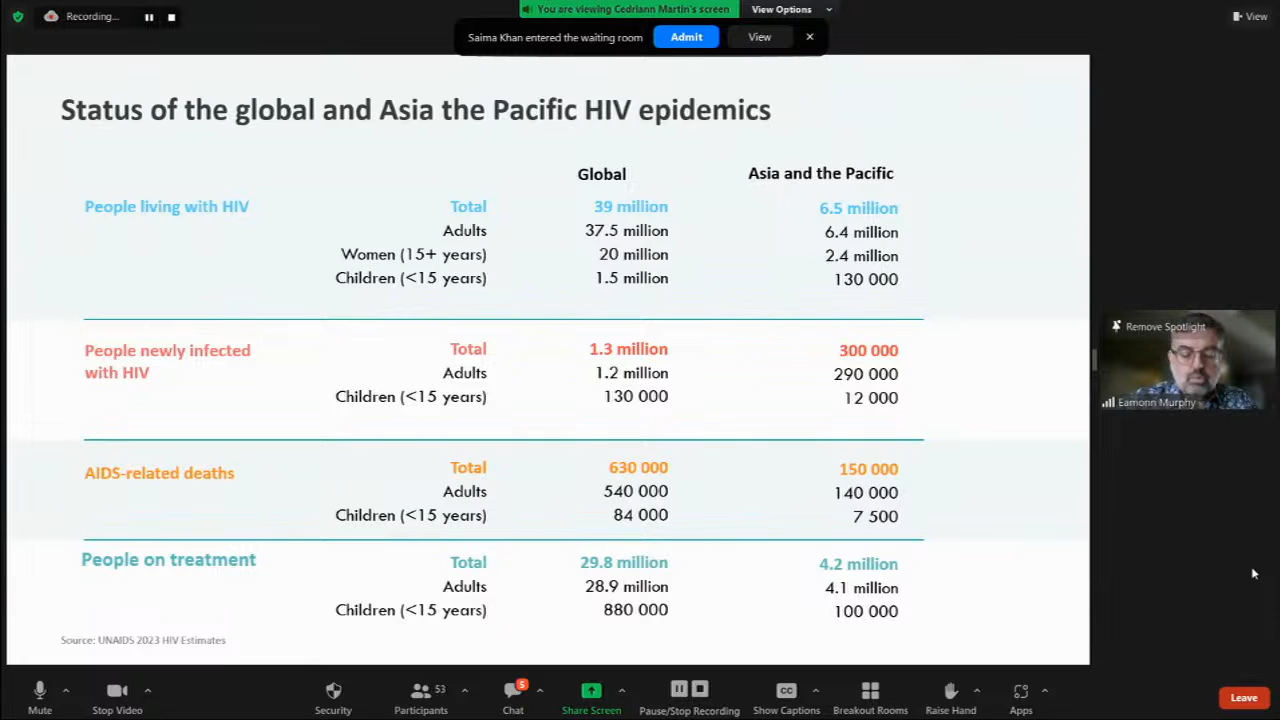 Recording...
You are viewing Cedriann Martin's screen
View Options
View
Saima Khan entered the waiting room
Admit
View
Status of the global and Asia the Pacific HIV epidemics
Global
Asia and the Pacific
People living with HIV Total 39 million 6.5 million
Adults 37.5 million 6.4 million
Women (15+ years) 20 million 2.4 million
Children (<15 years) 1.5 million 130 000
People newly infected Total 1.3 million 300 000
with HIV Adults 1.2 million 290 000
Children (<15 years) 130 000 12 000
AIDS-related deaths Total 630 000 150 000
Adults 540 000 140 000
Children (<15 years) 84 000 7 500
People on treatment Total 29.8 million 4.2 million
Adults 28.9 million 4.1 million
Children (<15 years) 880 000 100 000
Source: UNAIDS 2023 HIV Estimates
Remove Spotlight
Eamonn Murphy
53
5
CC
Mute
Stop Video
Security
Participants
Chat
Share Screen
Pause/Stop Recording
Show Captions
Breakout Rooms
Raise Hand
Apps
Leave